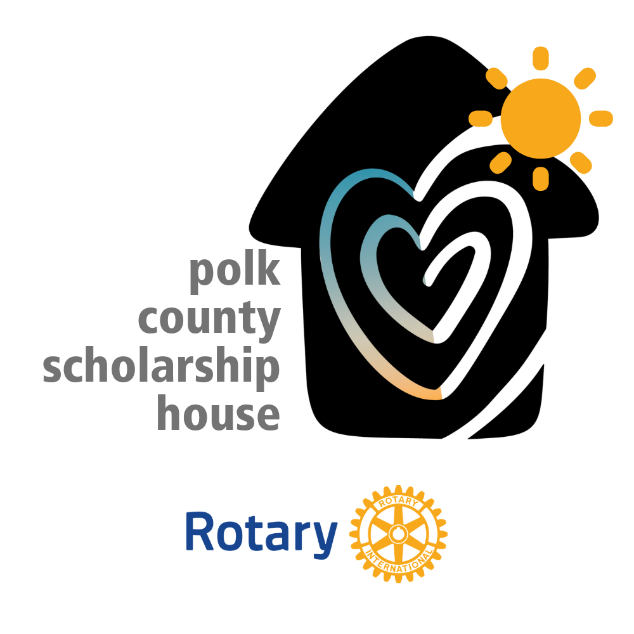 polk
county
scholarship
house
Rotary
ROTARY
INTERNATIONAL